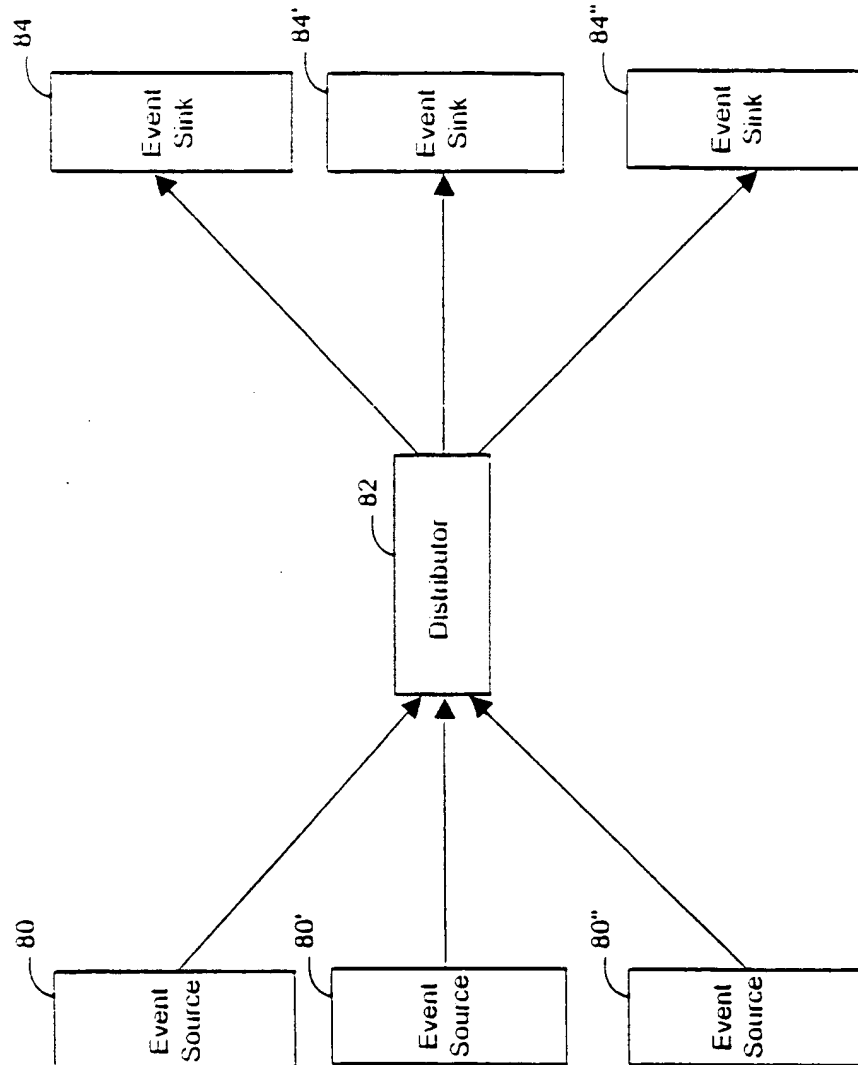 80
Event
Source
80'
Event
Source
80"
Event
Source
82
Distributor
84
Event
Sink
84'
Event
Sink
84"
Event
Sink